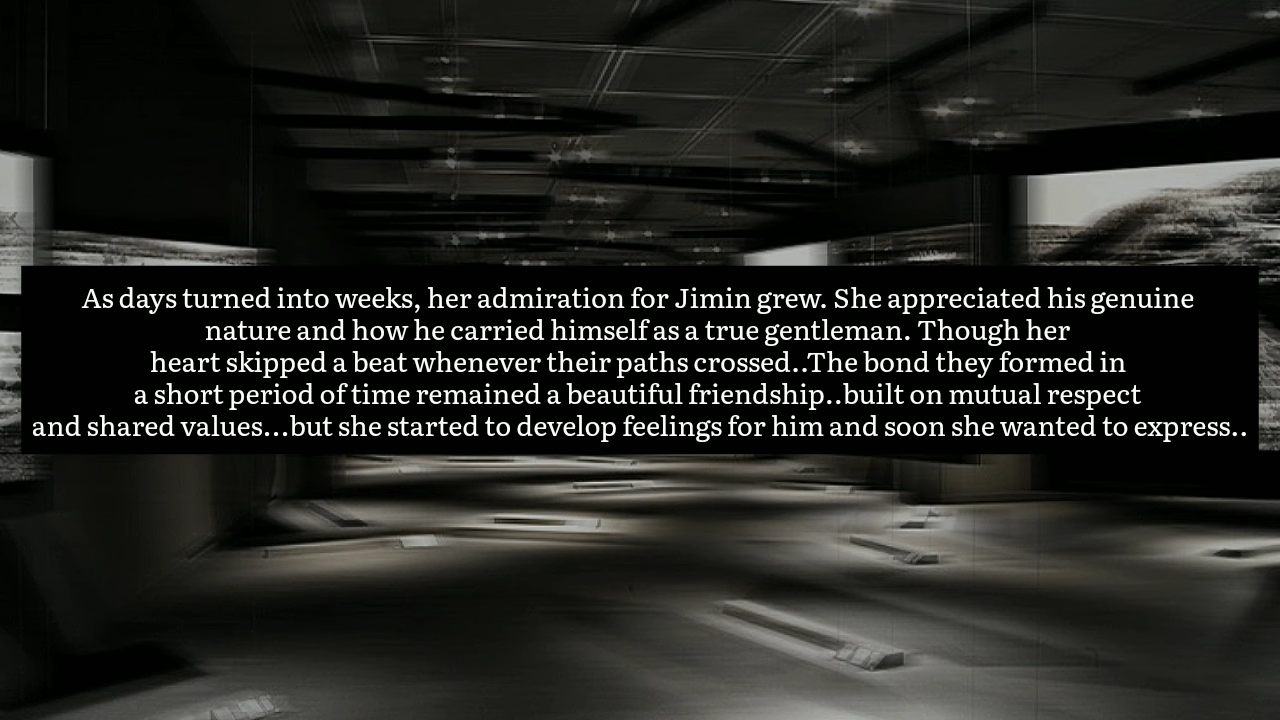 As days turned into weeks, her admiration for Jimin grew. She appreciated his genuine
nature and how he carried himself as a true gentleman. Though her
heart skipped a beat whenever their paths crossed..The bond they formed in
a short period of time remained a beautiful friendship..built on mutual respect
and shared values...but she started to develop feelings for him and soon she wanted to express..